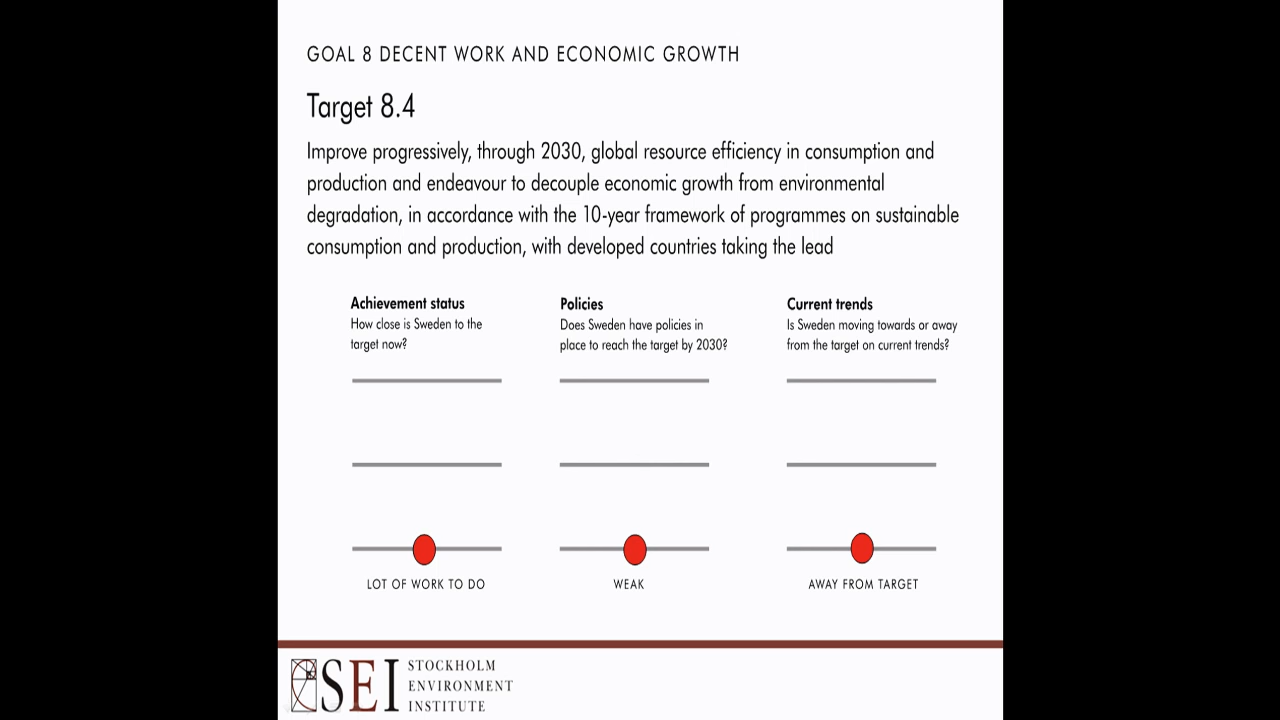 GOAL 8 DECENT WORK AND ECONOMIC GROWTH
Target 8.4
Improve progressively, through 2030, global resource efficiency in consumption and
production and endeavour to decouple economic growth from environmental
degradation, in accordance with the 10-year framework of programmes on sustainable
consumption and production, with developed countries taking the lead
Achievement status
How close is Sweden to the
target now?
Policies
Does Sweden have policies in
place to reach the target by 2030?
Current trends
Is Sweden moving towards or away
from the target on current trends?
LOT OF WORK TO DO
WEAK
AWAY FROM TARGET
SEI
STOCKHOLM
ENVIRONMENT
INSTITUTE